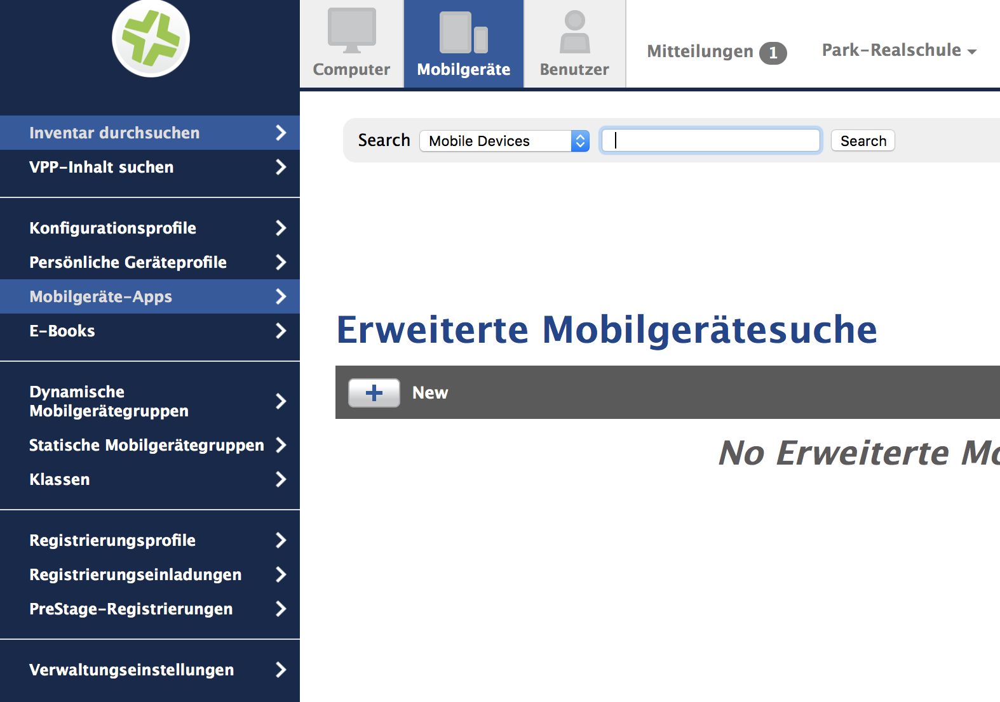 Computer
Mobilgeräte
Benutzer
Mitteilungen 1
Park-Realschule
Inventar durchsuchen
VPP-Inhalt suchen
Konfigurationsprofile
Persönliche Geräteprofile
Mobilgeräte-Apps
E-Books
Dynamische
Mobilgerätegruppen
Statische Mobilgerätegruppen
Klassen
Registrierungsprofile
Registrierungseinladungen
PreStage-Registrierungen
Verwaltungseinstellungen
Search Mobile Devices Search
Erweiterte Mobilgerätesuche
New
No Erweiterte